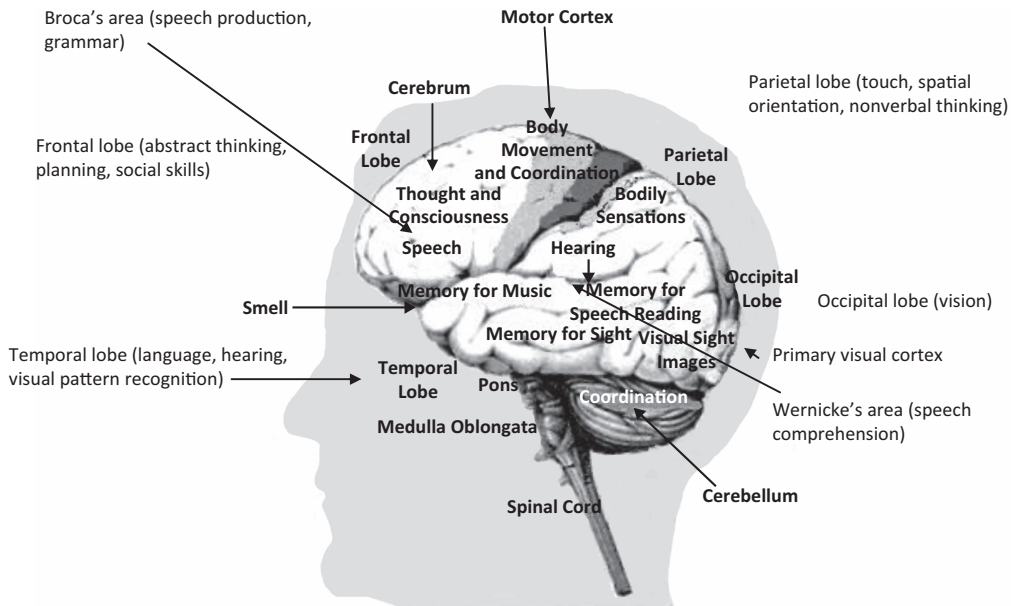 Broca’s area (speech production,
grammar)
Motor Cortex
Cerebrum
Parietal lobe (touch, spatial
orientation, nonverbal thinking)
Frontal
Lobe
Body
Movement
and Coordination
Frontal lobe (abstract thinking,
planning, social skills)
Parietal
Lobe
Thought and
Consciousness
Bodily
Sensations
Speech
Hearing
Occipital
Lobe
Memory for Music
Memory for
Speech Reading
Occipital lobe (vision)
Smell
Memory for Sight
Visual Sight
Images
Temporal lobe (language, hearing,
visual pattern recognition)
Primary visual cortex
Temporal
Lobe
Pons
Coordination
Wernicke’s area (speech
comprehension)
Medulla Oblongata
Cerebellum
Spinal Cord